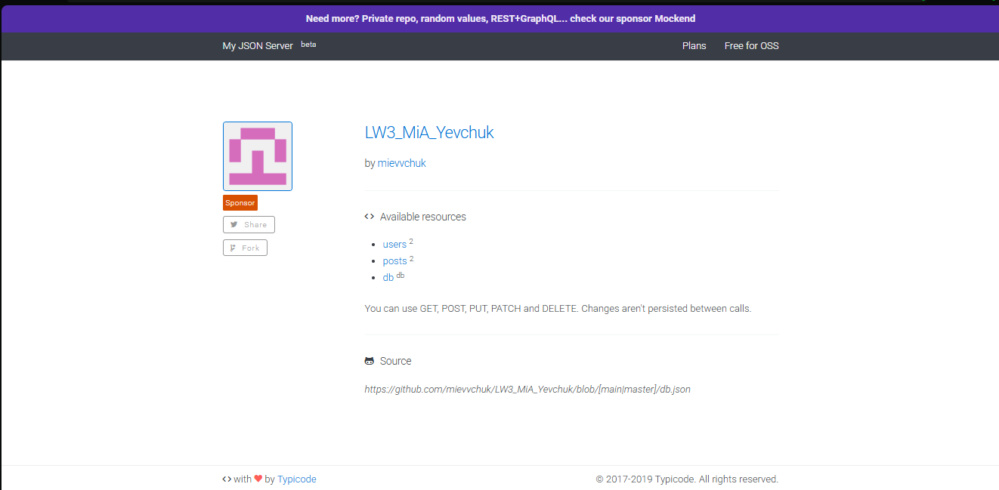 Need more? Private repo, random values, REST+GraphQL... check our sponsor Mockend
My JSON Server beta Plans Free for OSS
LW3_MiA_Yevchuk
by mievvchuk
Sponsor
Share
Fork
Available resources
users 2
posts 2
db db
You can use GET, POST, PUT, PATCH and DELETE. Changes aren't persisted between calls.
Source
https://github.com/mievvchuk/LW3_MiA_Yevchuk/blob/[main|master]/db.json
<> with ❤ by Typicode © 2017-2019 Typicode. All rights reserved.